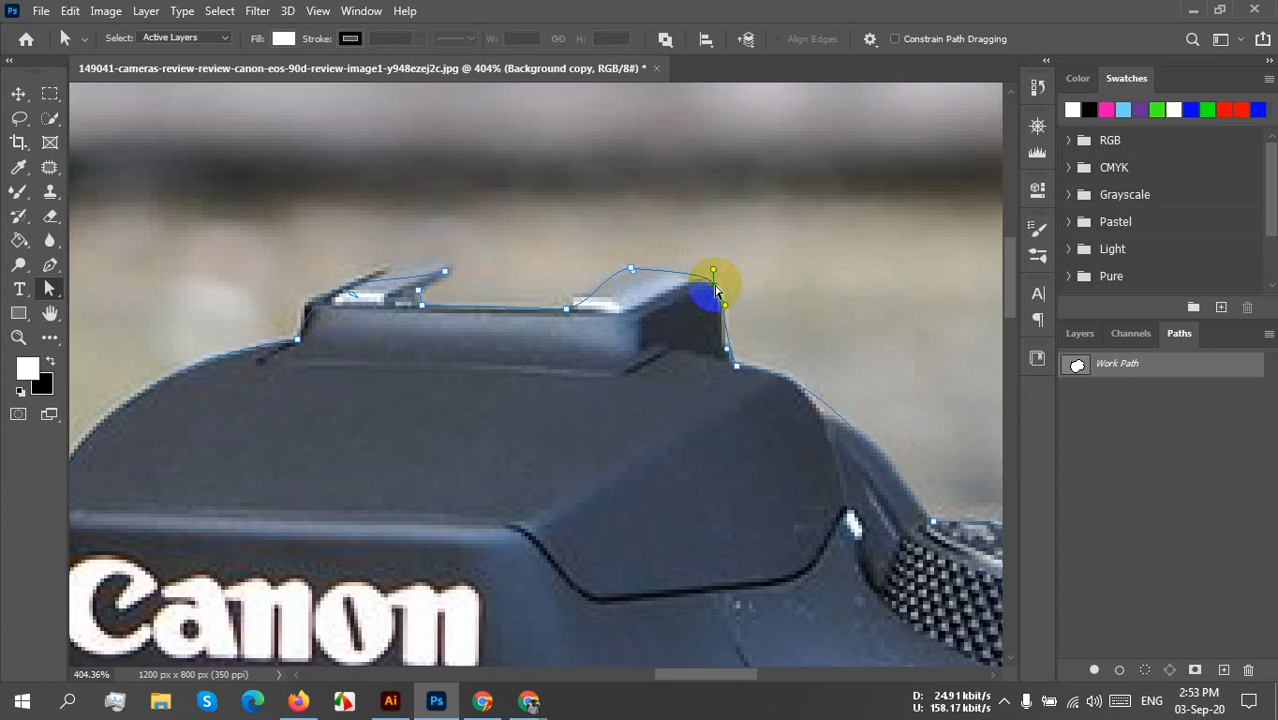 Ps File Edit Image Layer Type Select Filter 3D View Window Help
Select: Active Layers Fill: Stroke: W: H: Align Edges Constrain Path Dragging
149041-cameras-review-review-canon-eos-90d-review-image1-y948ezej2c.jpg @ 404% (Background copy, RGB/8#) *
Color Swatches
RGB
CMYK
Grayscale
Pastel
Light
Pure
Layers Channels Paths
Work Path
Canon
404.36% 1200 px x 800 px (350 ppi)
Ai Ps
D: 24.91 kbit/s
U: 158.17 kbit/s
ENG
2:53 PM
03-Sep-20